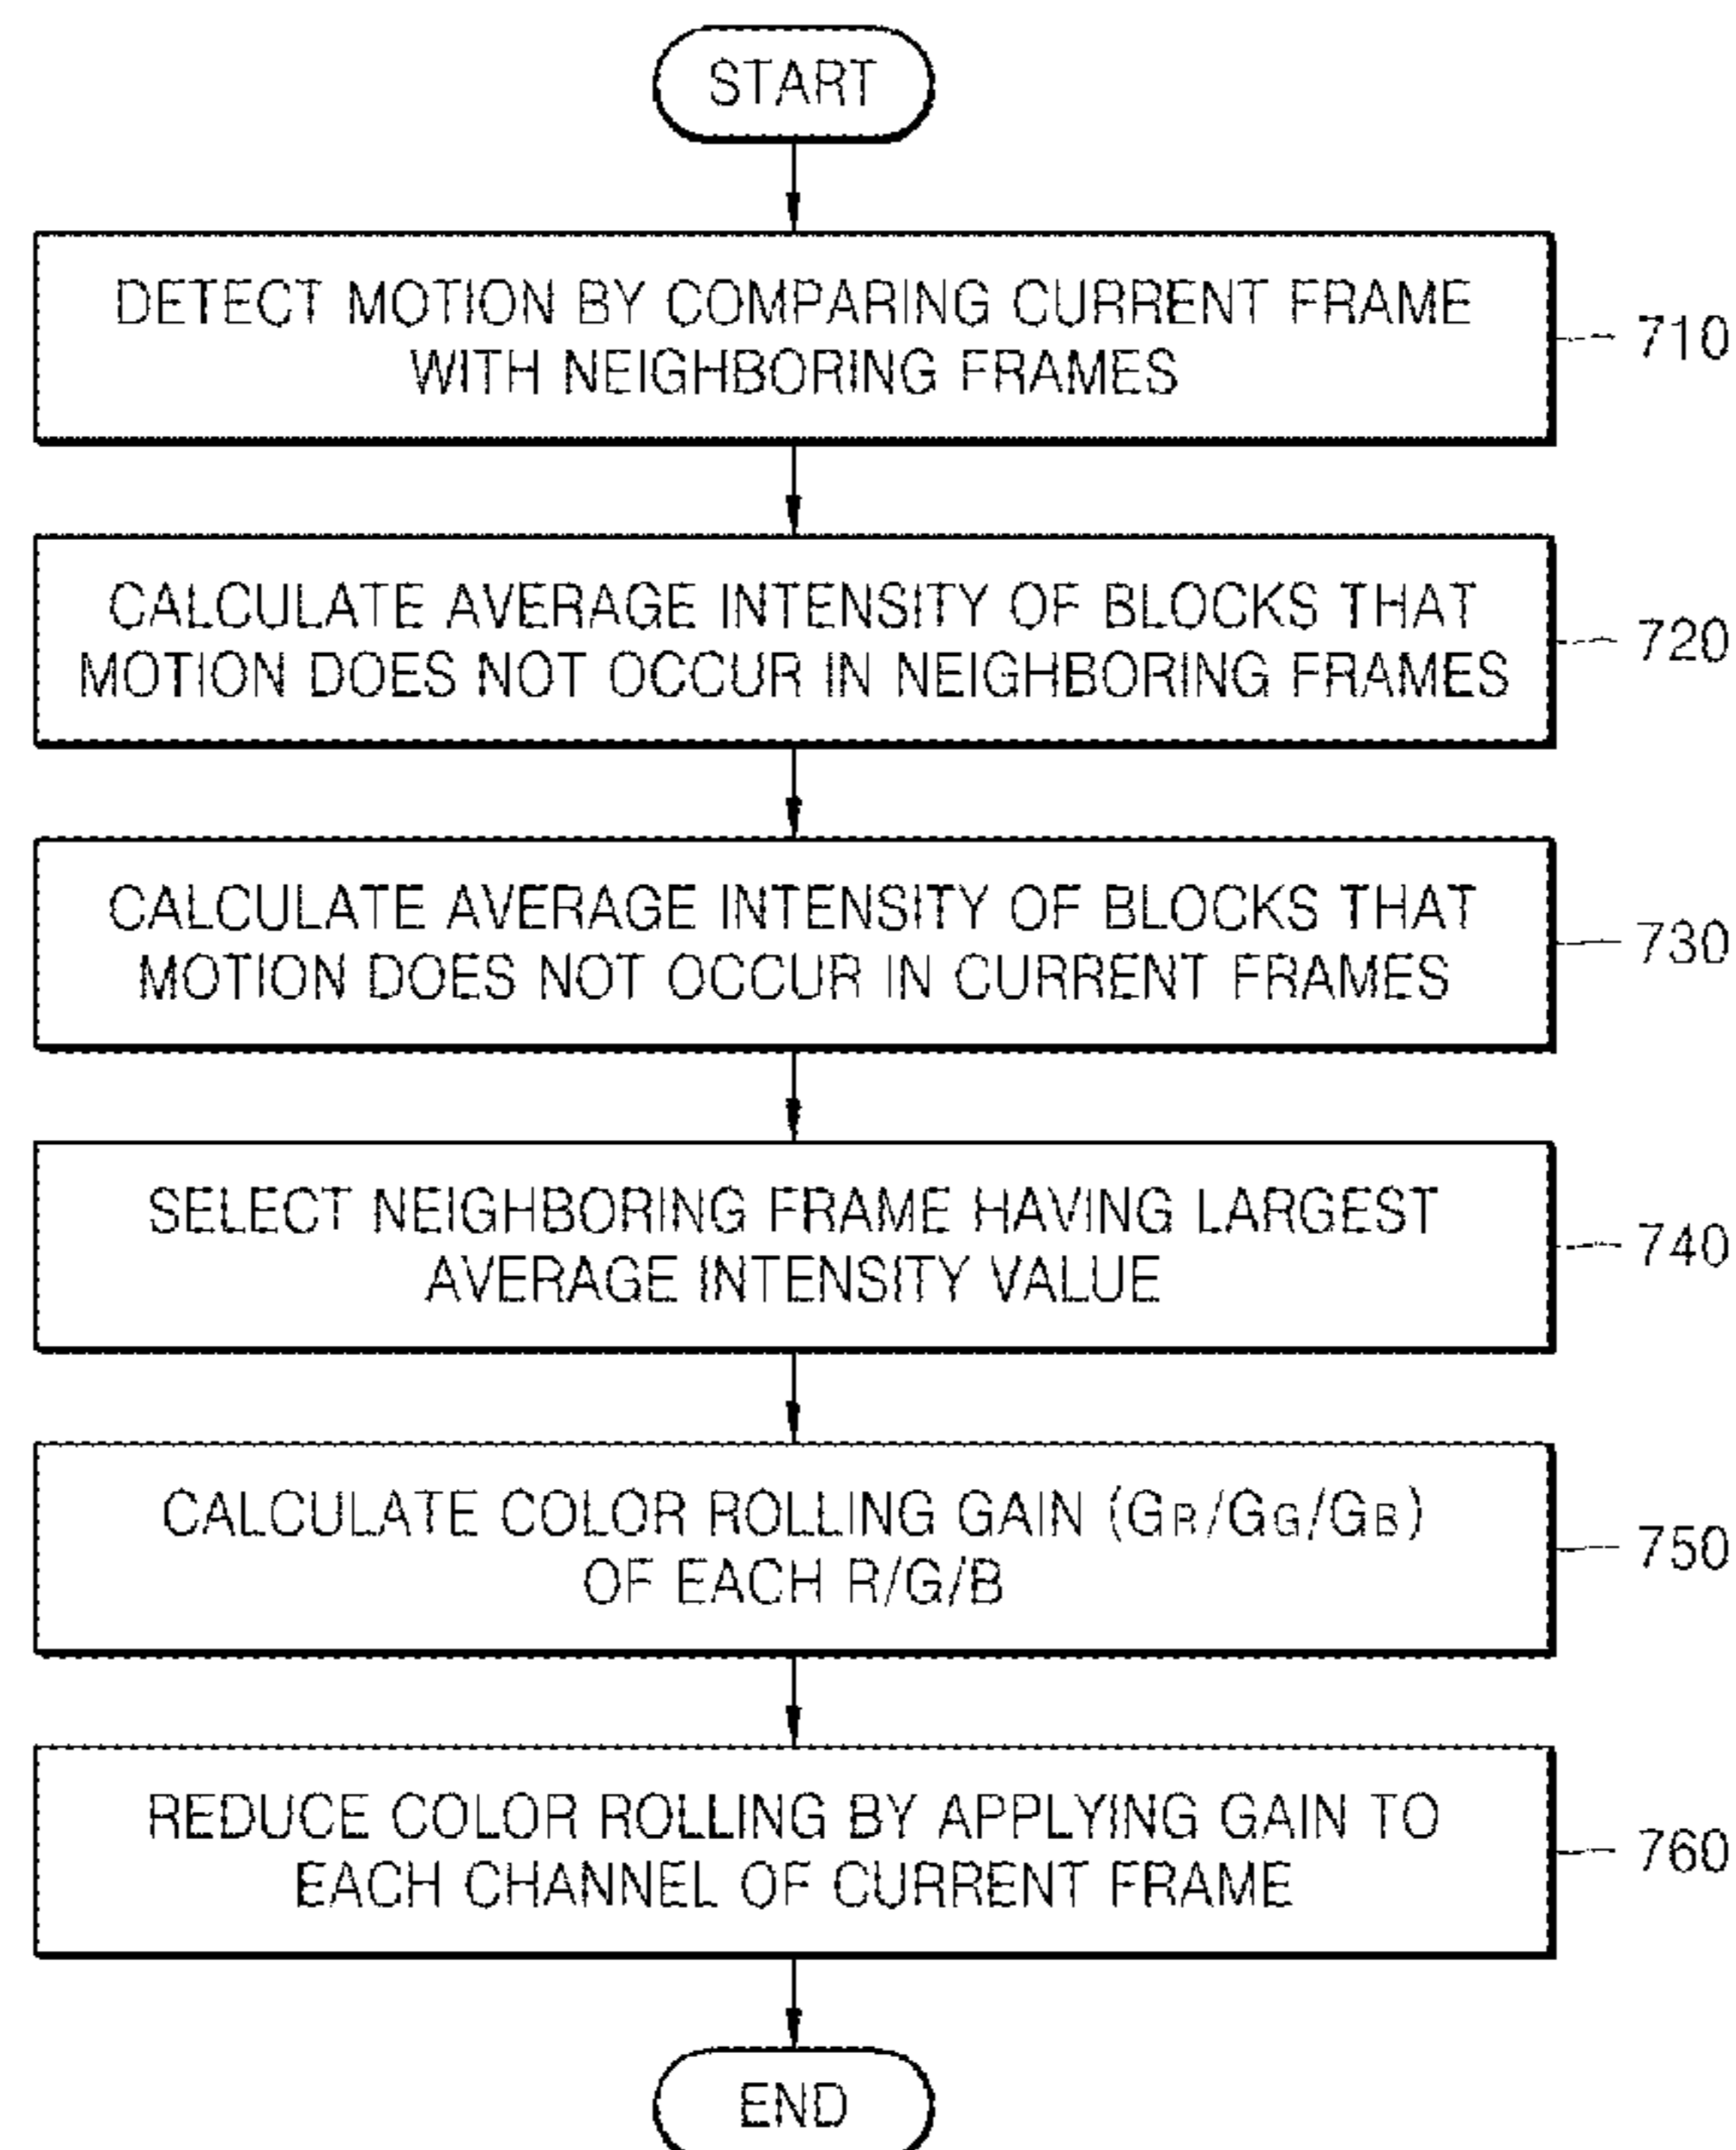 START
DETECT MOTION BY COMPARING CURRENT FRAME
WITH NEIGHBORING FRAMES
710
CALCULATE AVERAGE INTENSITY OF BLOCKS THAT
MOTION DOES NOT OCCUR IN NEIGHBORING FRAMES
720
CALCULATE AVERAGE INTENSITY OF BLOCKS THAT
MOTION DOES NOT OCCUR IN CURRENT FRAMES
730
SELECT NEIGHBORING FRAME HAVING LARGEST
AVERAGE INTENSITY VALUE
740
CALCULATE COLOR ROLLING GAIN (GR/GG/GB)
OF EACH R/G/B
750
REDUCE COLOR ROLLING BY APPLYING GAIN TO
EACH CHANNEL OF CURRENT FRAME
760
END